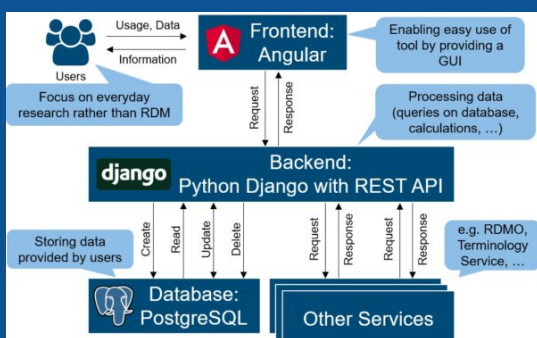 Usage, Data
Information
Users
Frontend:
Angular
Enabling easy use of
tool by providing a
GUI
Focus on everyday
research rather than RDM
Request
Response
Processing data
(queries on database,
calculations, …)
django
Backend:
Python Django with REST API
Storing data
provided by users
Create
Read
Update
Delete
Request
Response
Request
Response
e.g. RDMO,
Terminology
Service, …
Database:
PostgreSQL
Other Services